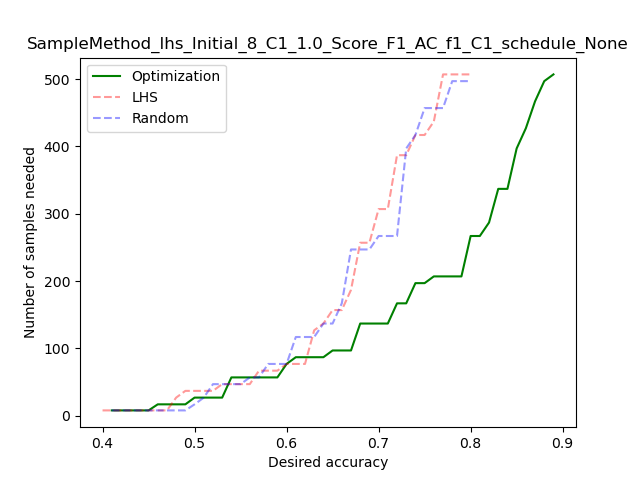 SampleMethod_lhs_Initial_8_C1_1.0_Score_F1_AC_f1_C1_schedule_None
Optimization
LHS
Random
Number of samples needed
500
400
300
200
100
0
0.4 0.5 0.6 0.7 0.8 0.9
Desired accuracy